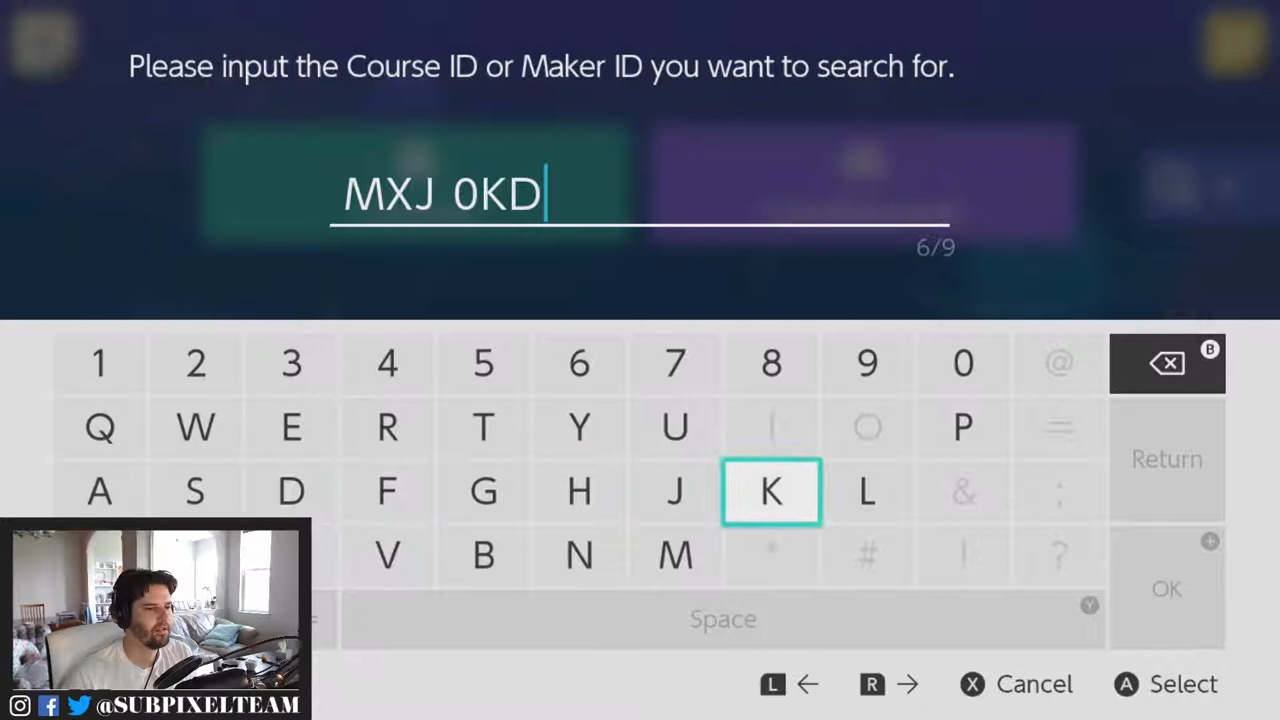 Please input the Course ID or Maker ID you want to search for.
MXJ 0KD
6/9
1 2 3 4 5 6 7 8 9 0 @ B
Q W E R T Y U I O P =
A S D F G H J K L & ; Return
V B N M * # ! ? +
OK
Space Y
L ← R → X Cancel A Select
@SUBPIXELTEAM